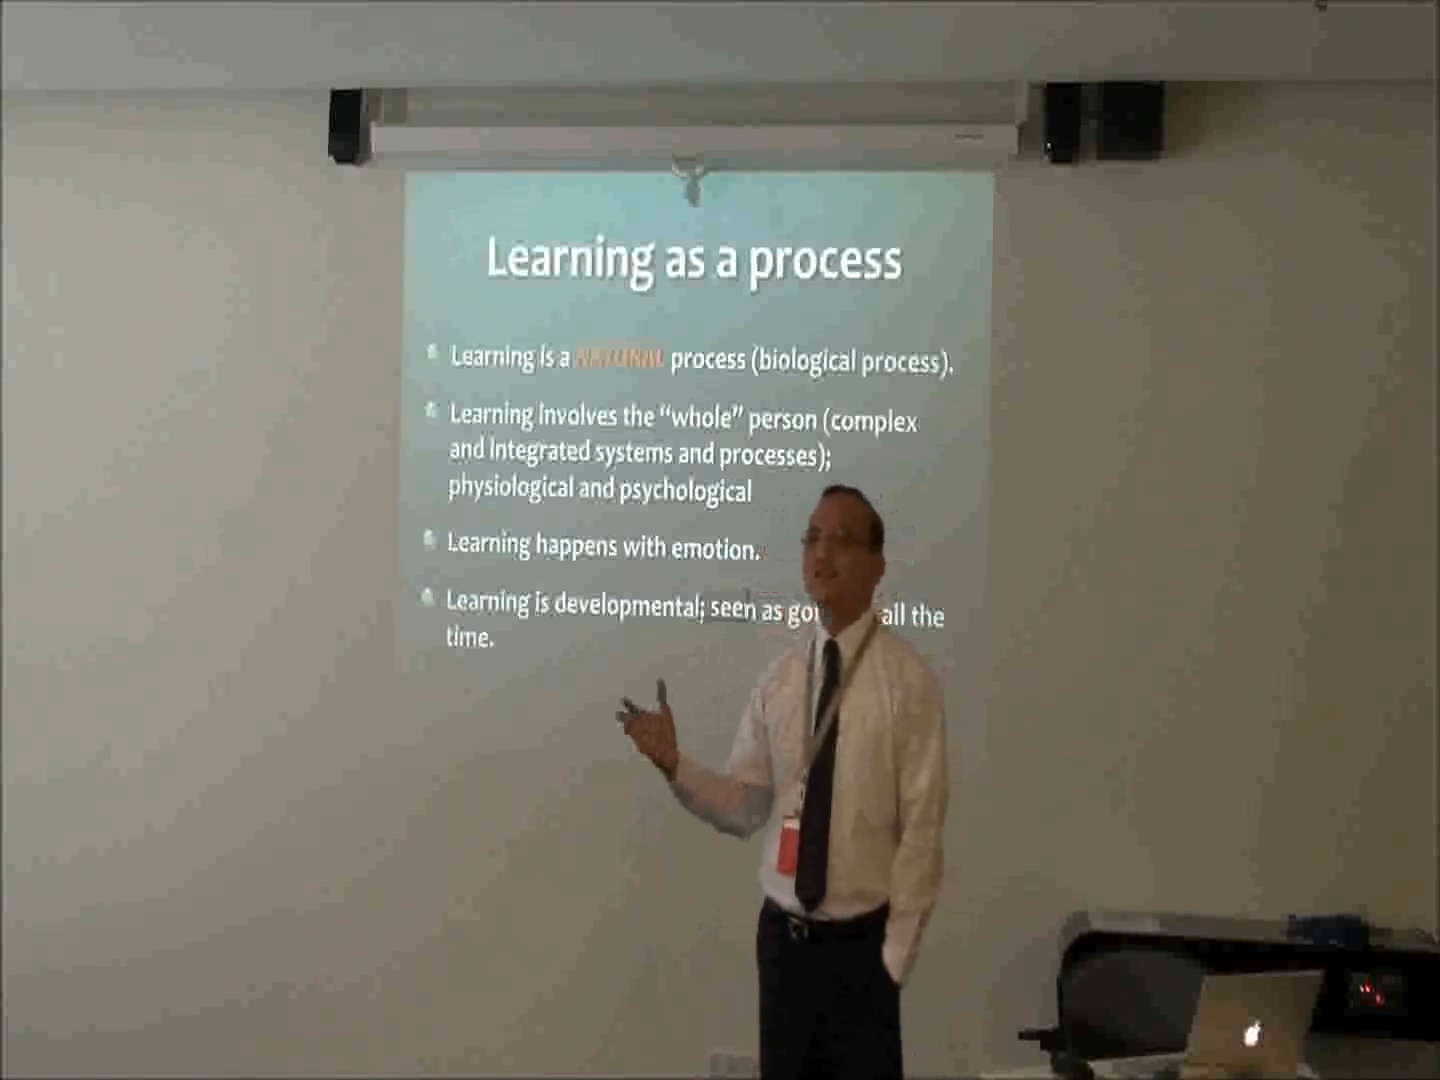 Learning as a process
Learning is a NATURAL process (biological process).
Learning involves the “whole” person (complex
and integrated systems and processes);
physiological and psychological
Learning happens with emotion.
Learning is developmental; seen as all the
time.